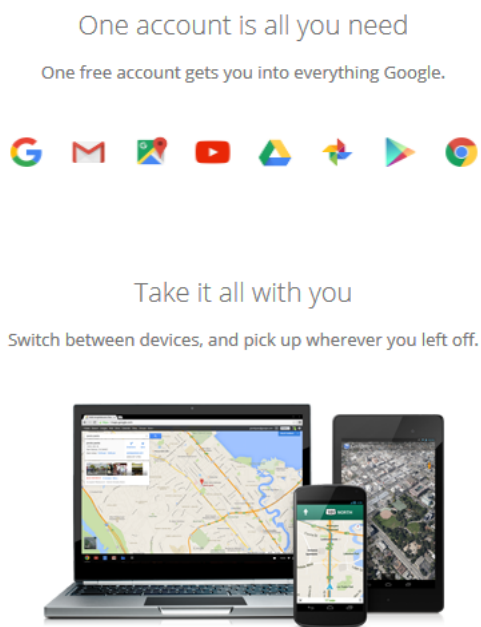 One account is all you need
One free account gets you into everything Google.
Take it all with you
Switch between devices, and pick up wherever you left off.
NORTH